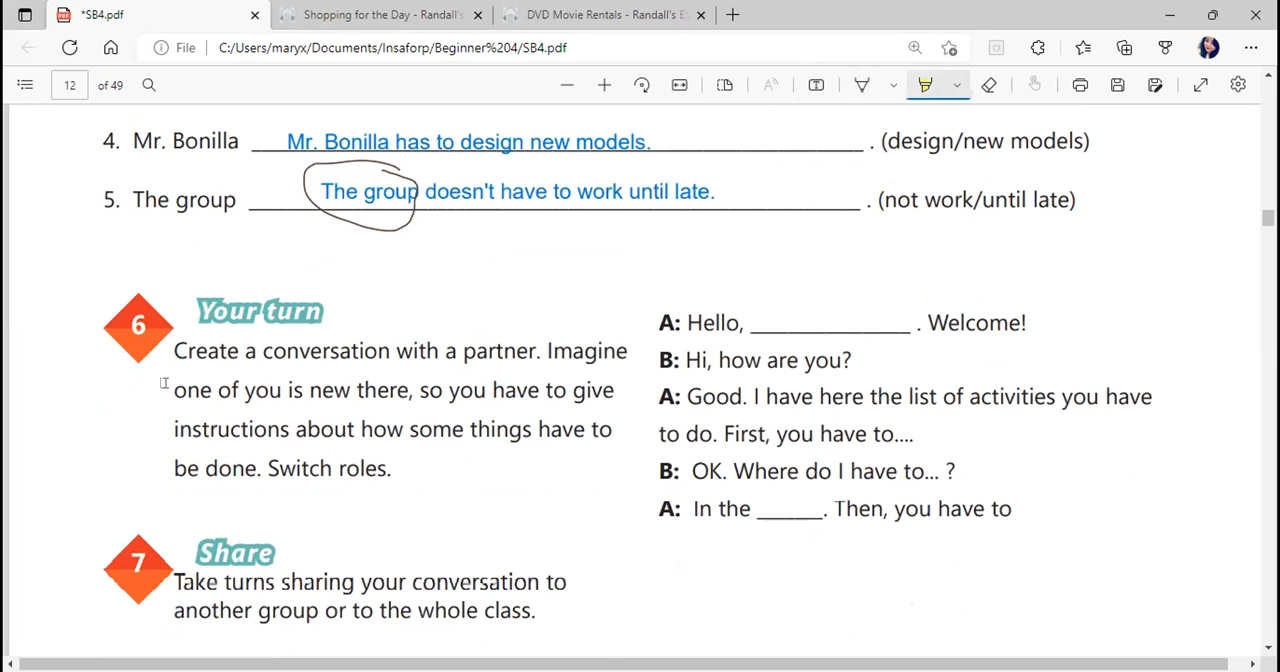 *SB4.pdf
Shopping for the Day - Randall's
DVD Movie Rentals - Randall's E
File
C:/Users/maryx/Documents/Insaforp/Beginner%204/SB4.pdf
12 of 49
4. Mr. Bonilla Mr. Bonilla has to design new models. . (design/new models)
5. The group The group doesn't have to work until late. . (not work/until late)
6 Your turn
Create a conversation with a partner. Imagine
one of you is new there, so you have to give
instructions about how some things have to
be done. Switch roles.
A: Hello, ________________ . Welcome!
B: Hi, how are you?
A: Good. I have here the list of activities you have
to do. First, you have to....
B: OK. Where do I have to... ?
A: In the ______. Then, you have to
7 Share
Take turns sharing your conversation to
another group or to the whole class.